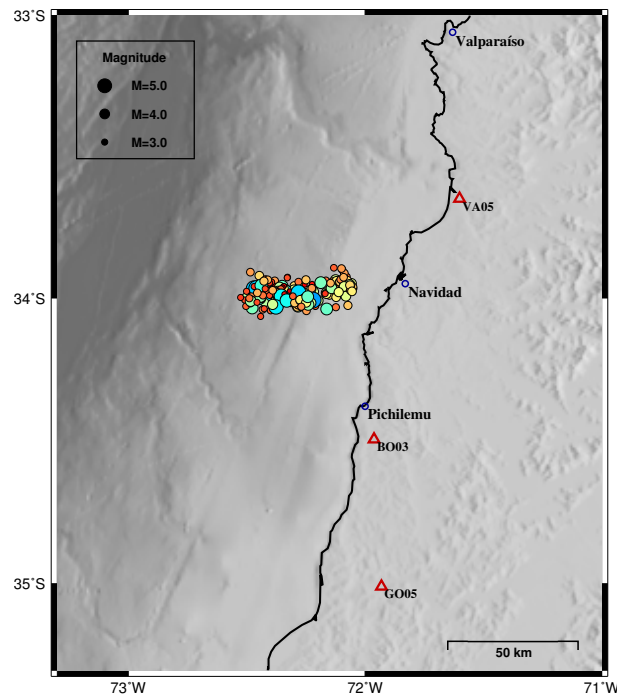 33°S
Magnitude
M=5.0
M=4.0
M=3.0
Valparaíso
VA05
34°S
Navidad
Pichilemu
BO03
35°S
GO05
50 km
73°W
72°W
71°W